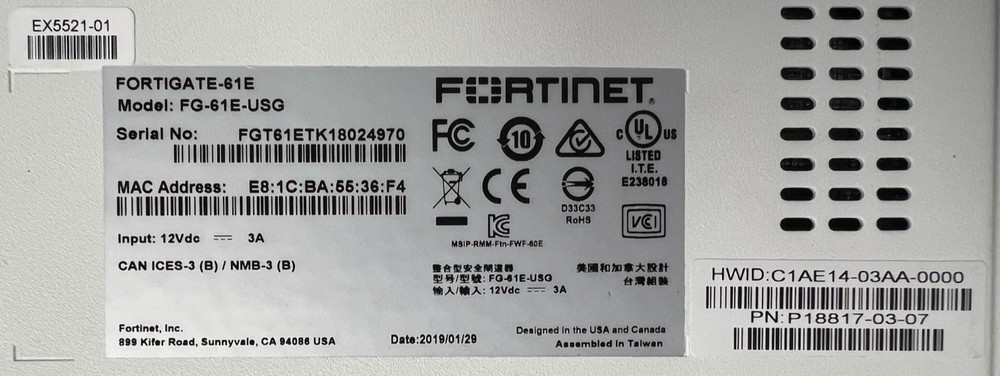 EX5521-01
FORTIGATE-61E
Model: FG-61E-USG
Serial No: FGT61ETK18024970
MAC Address: E8:1C:BA:55:36:F4
Input: 12Vdc ⎓ 3A
CAN ICES-3 (B) / NMB-3 (B)
Fortinet, Inc.
899 Kifer Road, Sunnyvale, CA 94086 USA
FORTINET®
FC
10
C UL US
LISTED
I.T.E.
E238018
CE
D33C33
RoHS
KC
VCI
MSIP-RMM-Ftn-FWF-60E
整合型安全閘道器
型号/型號: FG-61E-USG
输入/輸入: 12Vdc ⎓ 3A
美國和加拿大設計
台灣組裝
Date:2019/01/29
Designed in the USA and Canada
Assembled in Taiwan
HWID:C1AE14-03AA-0000
PN:P18817-03-07